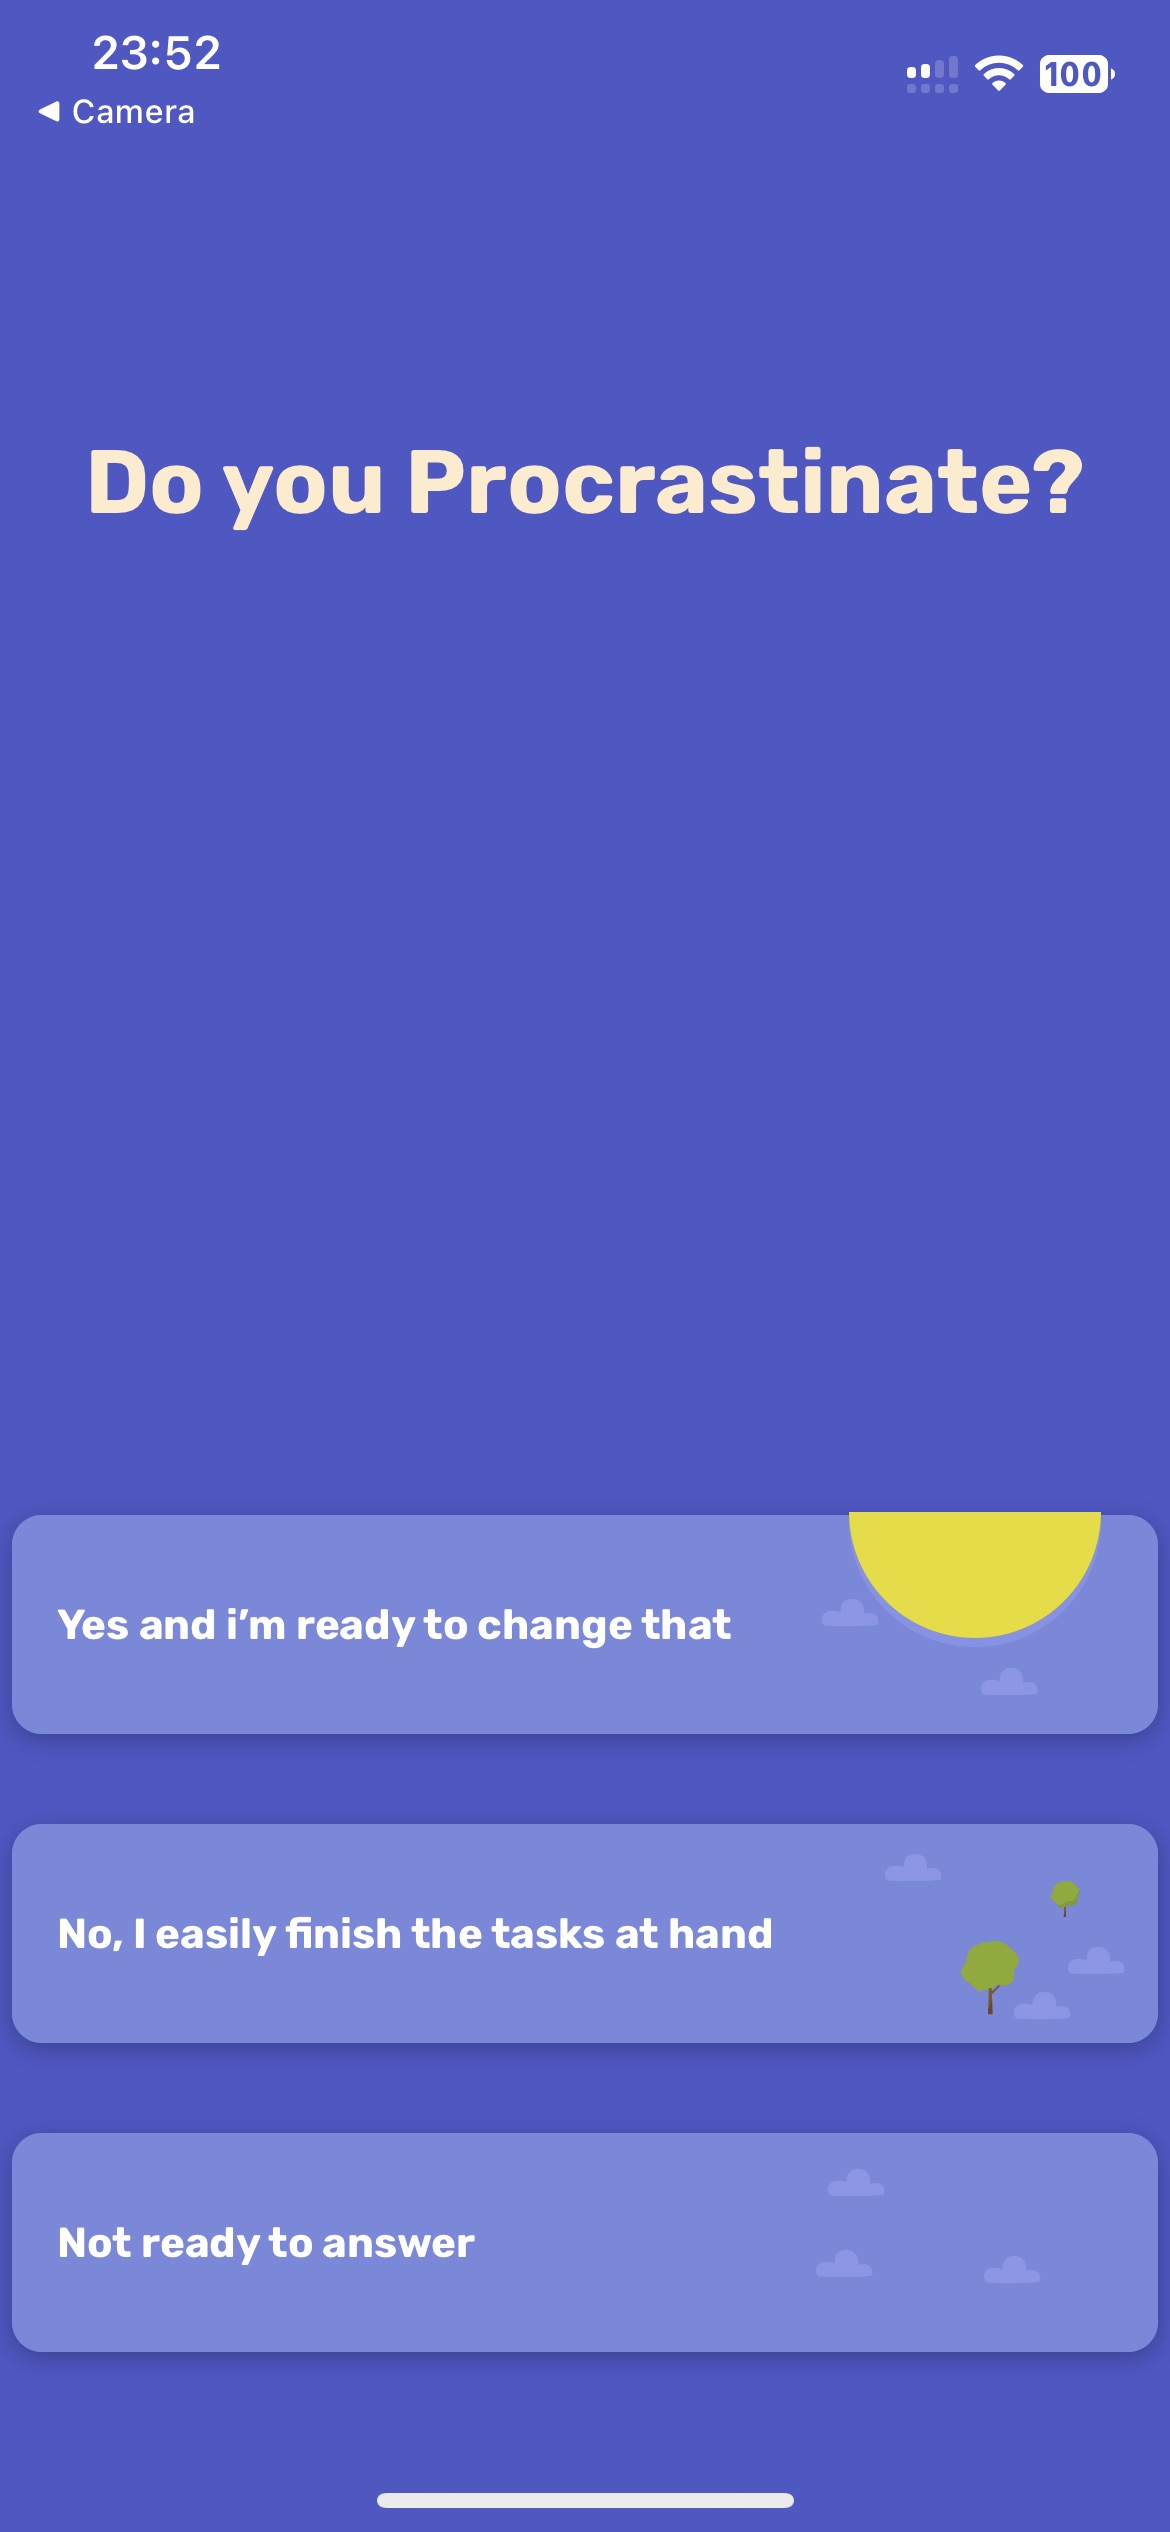 23:52
100
◀ Camera
Do you Procrastinate?
Yes and i’m ready to change that
No, I easily finish the tasks at hand
Not ready to answer